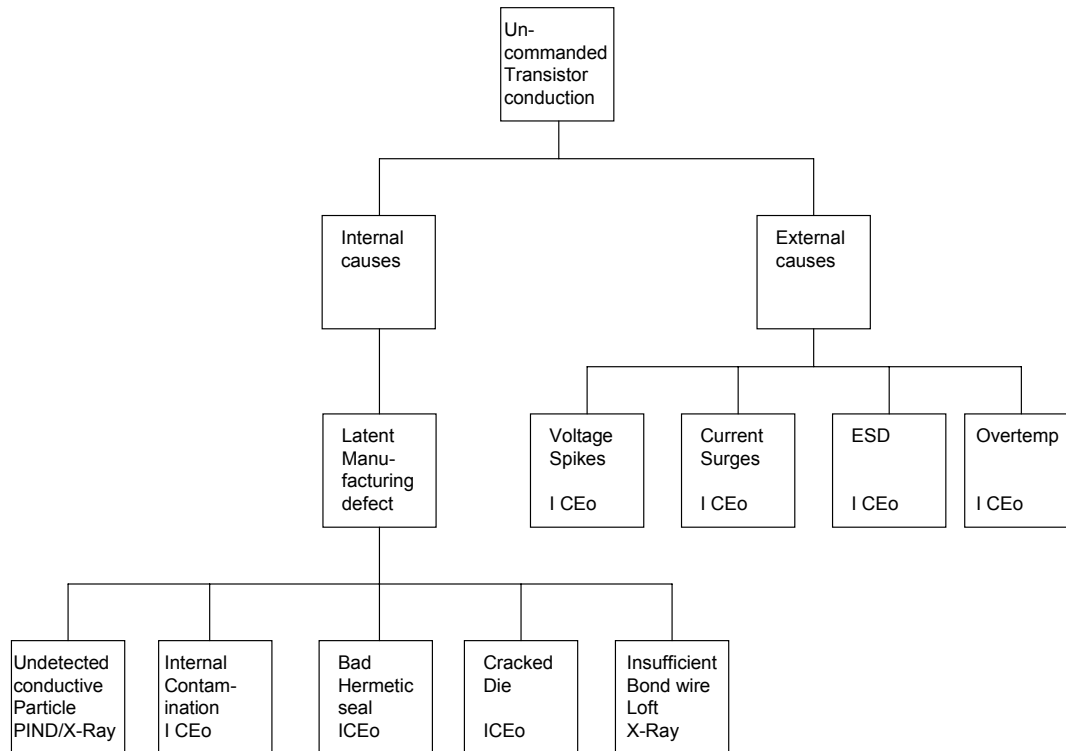 Un-
commanded
Transistor
conduction
Internal
causes
External
causes
Latent
Manu-
facturing
defect
Voltage
Spikes
I CEo
Current
Surges
I CEo
ESD
I CEo
Overtemp
I CEo
Undetected
conductive
Particle
PIND/X-Ray
Internal
Contam-
ination
I CEo
Bad
Hermetic
seal
ICEo
Cracked
Die
ICEo
Insufficient
Bond wire
Loft
X-Ray